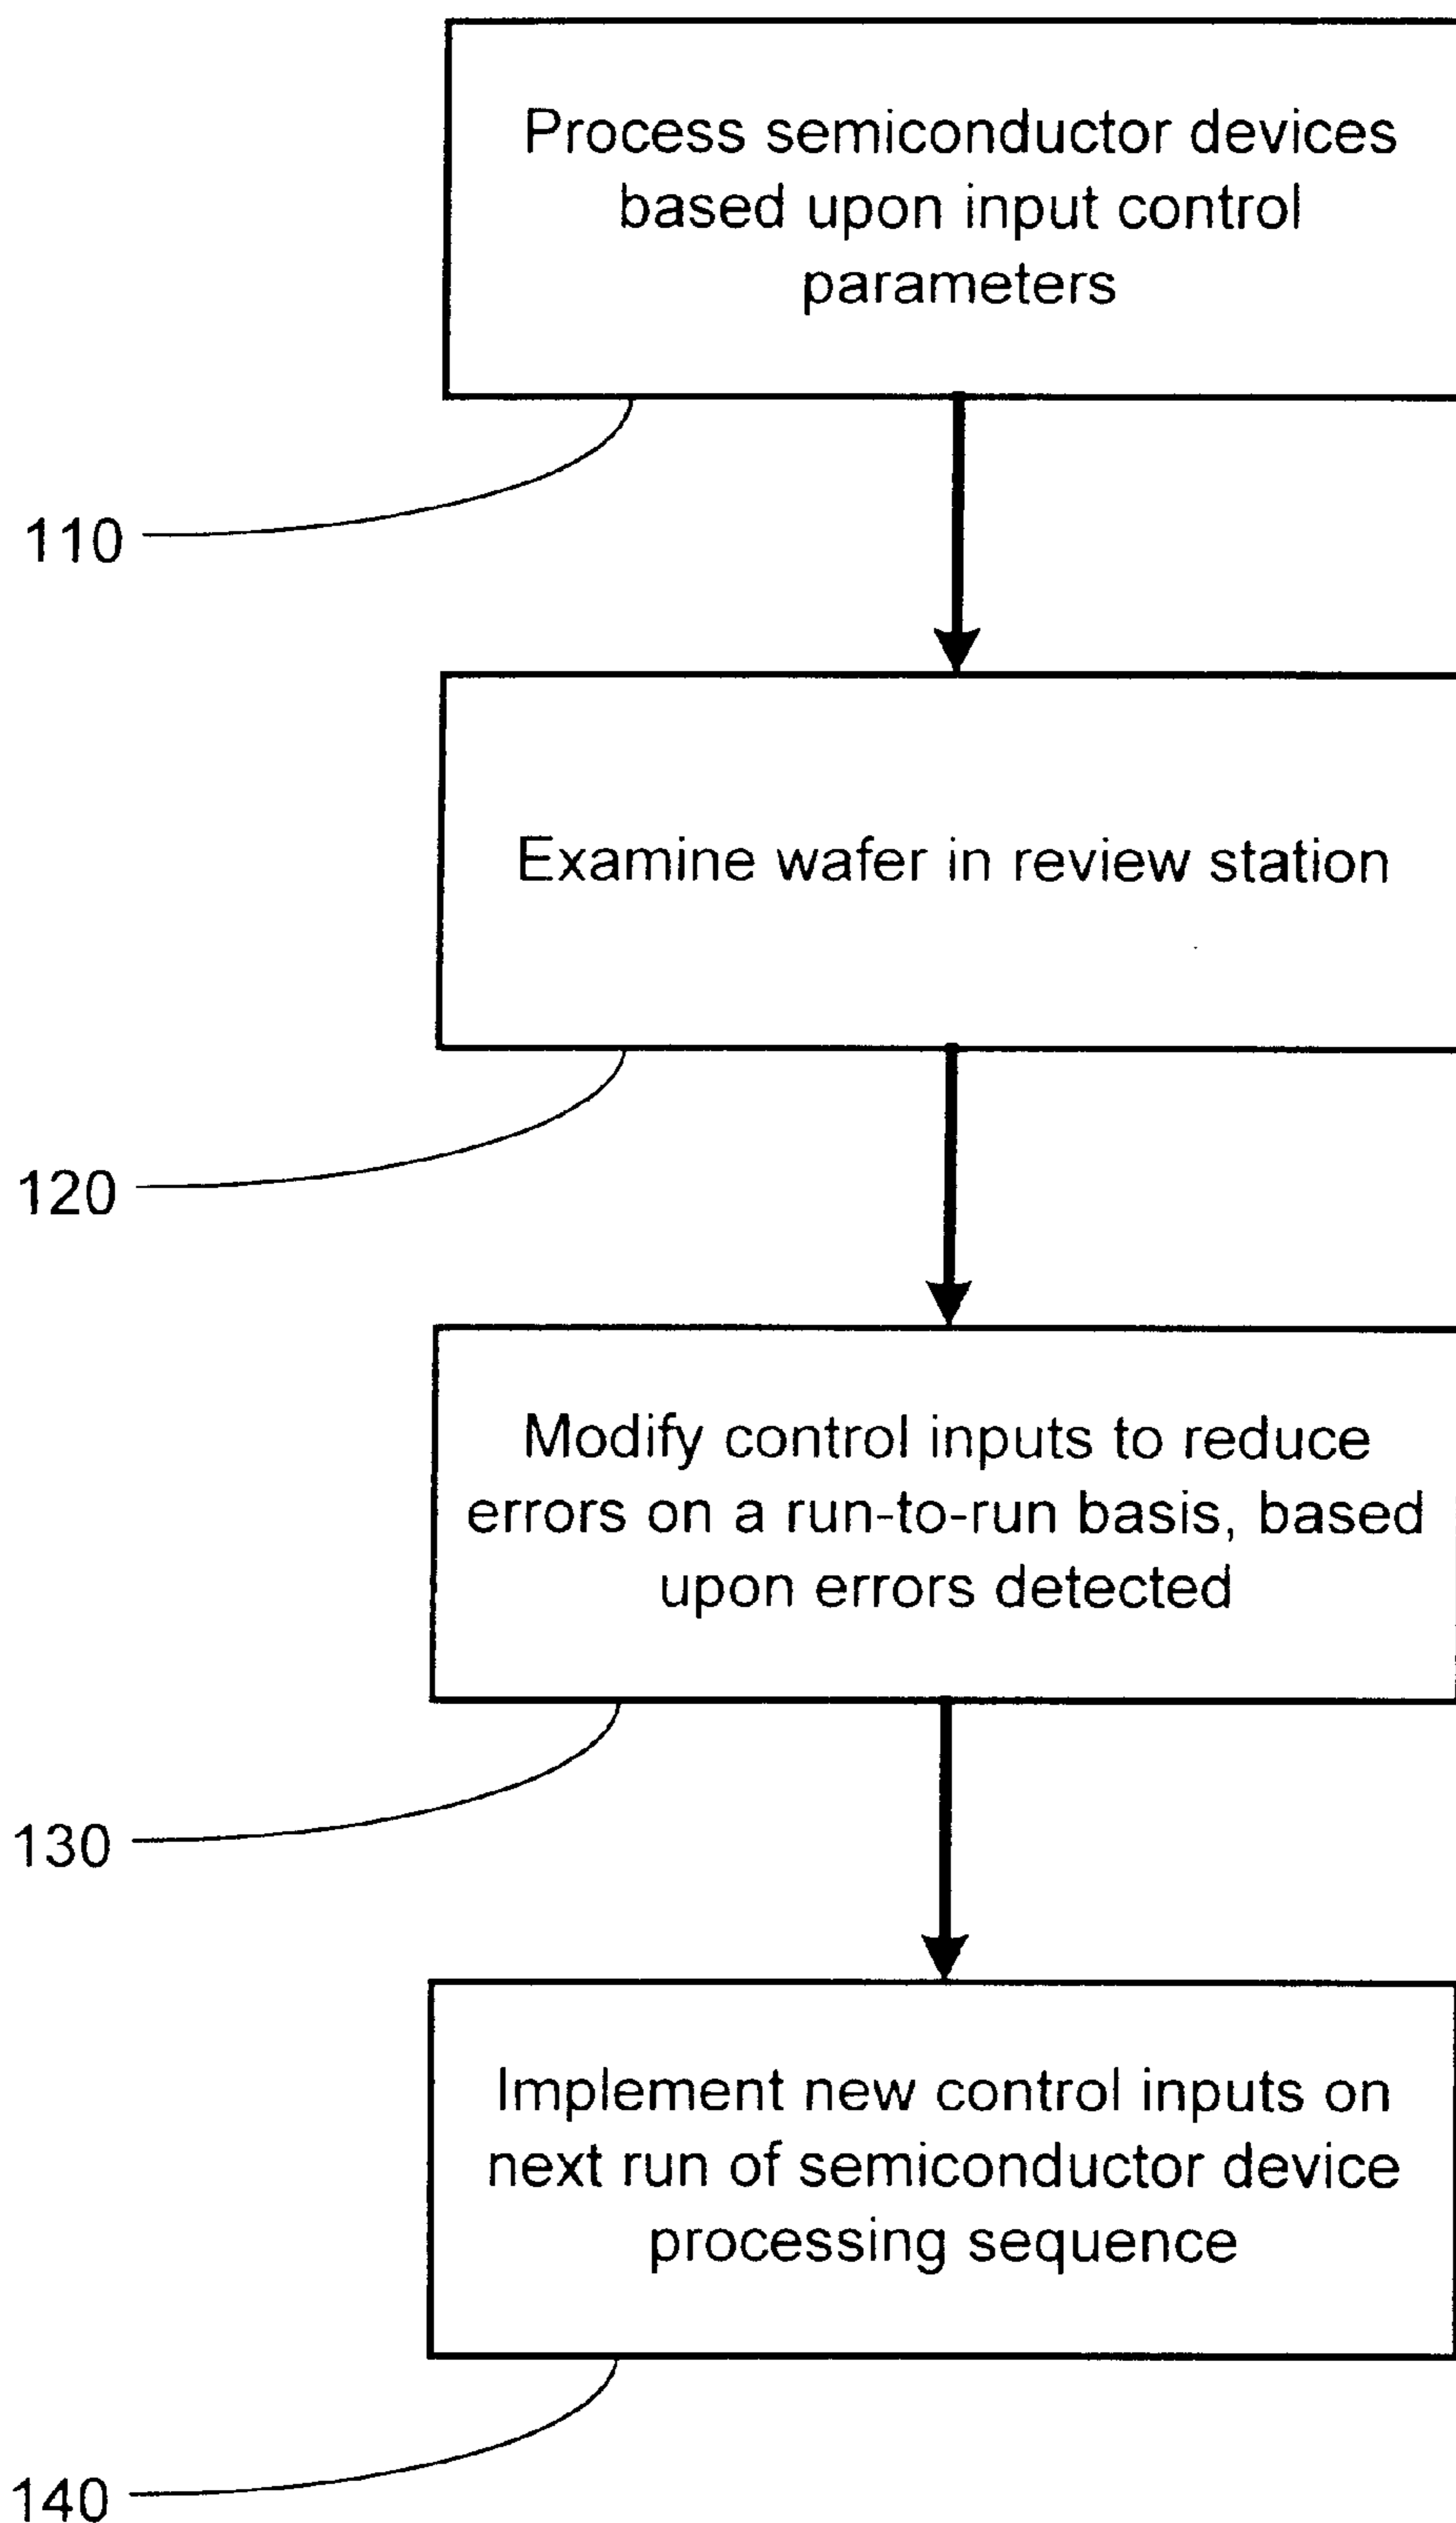 Process semiconductor devices
based upon input control
parameters
110
Examine wafer in review station
120
Modify control inputs to reduce
errors on a run-to-run basis, based
upon errors detected
130
Implement new control inputs on
next run of semiconductor device
processing sequence
140